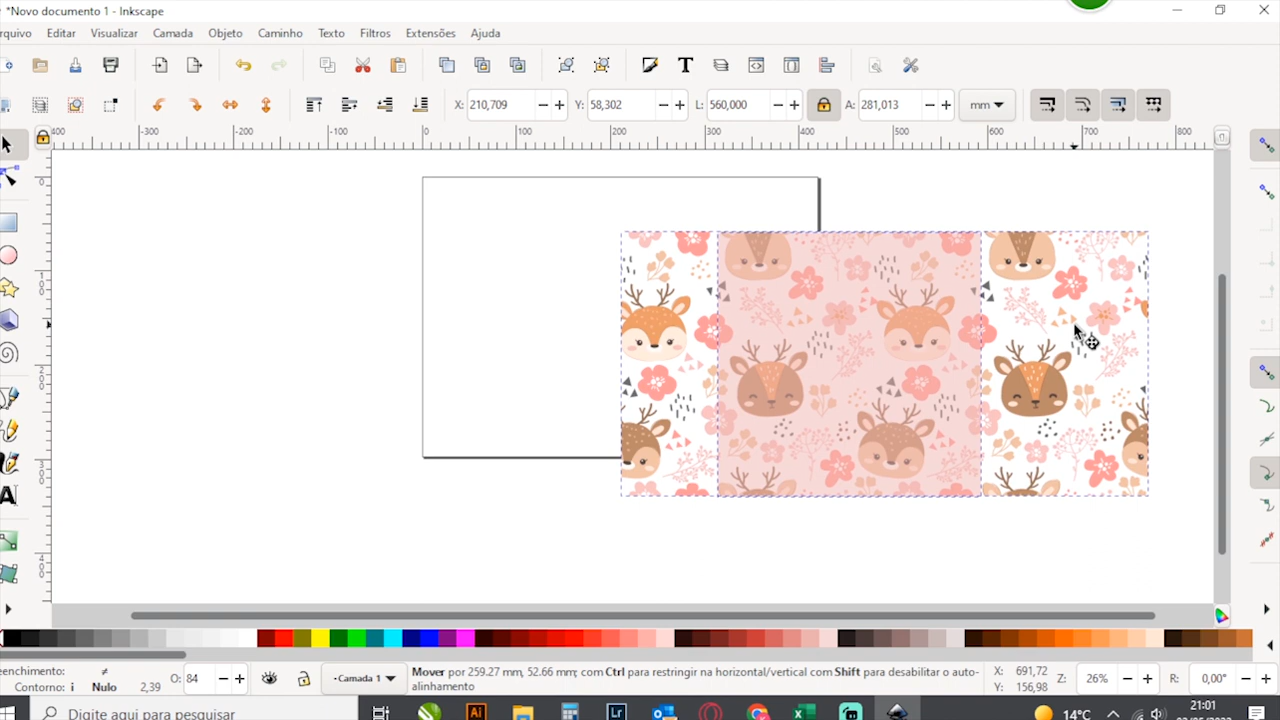 *Novo documento 1 - Inkscape
rquivo Editar Visualizar Camada Objeto Caminho Texto Filtros Extensões Ajuda
X: 210,709 Y: 58,302 L: 560,000 A: 281,013 mm
-300 -200 -100 0 100 200 300 400 500 600 700 800
eenchimento: ≠ O: 84 Camada 1 Mover por 259.27 mm, 52.66 mm; com Ctrl para restringir na horizontal/vertical com Shift para desabilitar o auto- X: 691,72 Z: 26% R: 0,00°
Contorno: i Nulo 2,39 alinhamento Y: 156,98
Digite aqui para pesquisar 14°C 21:01